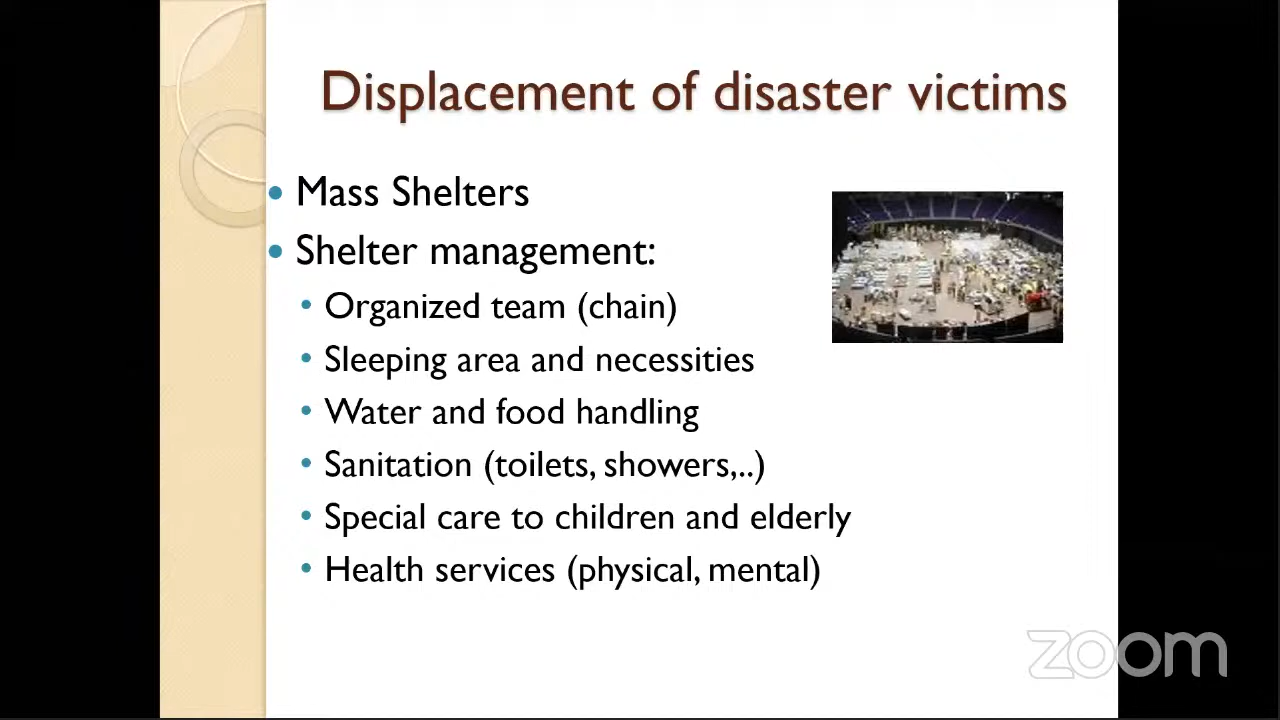 Displacement of disaster victims
Mass Shelters
Shelter management:
Organized team (chain)
Sleeping area and necessities
Water and food handling
Sanitation (toilets, showers,..)
Special care to children and elderly
Health services (physical, mental)
zoom